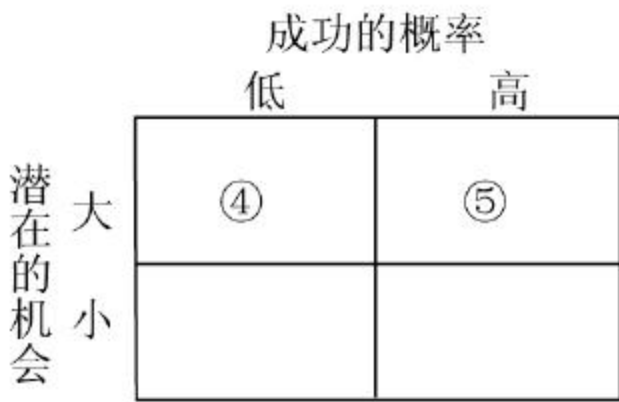 成功的概率
低 高
潜在的机会
大 ④ ⑤
小